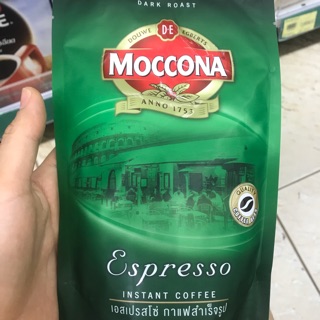 DARK ROAST
DOUWE EGBERTS
D·E
MOCCONA
ANNO 1753
QUALITY
Espresso
INSTANT COFFEE
เอสเปรสโซ่ กาแฟสำเร็จรูป